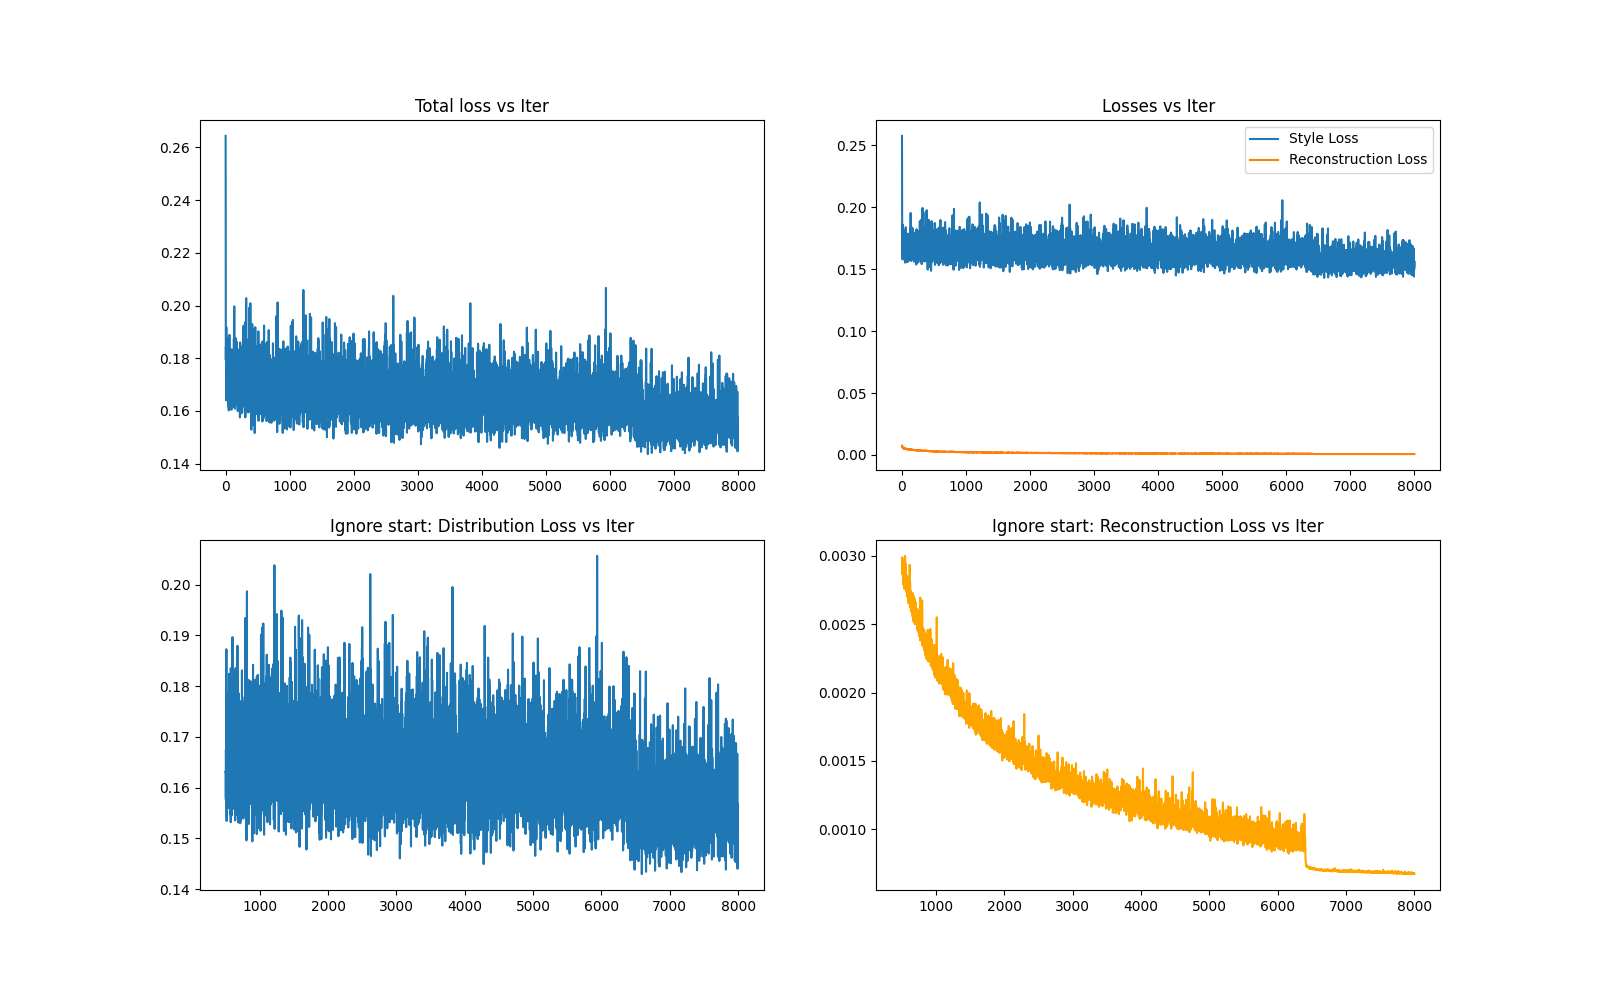 Total loss vs Iter
0.26
0.24
0.22
0.20
0.18
0.16
0.14
0 1000 2000 3000 4000 5000 6000 7000 8000
Losses vs Iter
Style Loss
Reconstruction Loss
0.25
0.20
0.15
0.10
0.05
0.00
0 1000 2000 3000 4000 5000 6000 7000 8000
Ignore start: Distribution Loss vs Iter
0.20
0.19
0.18
0.17
0.16
0.15
0.14
1000 2000 3000 4000 5000 6000 7000 8000
Ignore start: Reconstruction Loss vs Iter
0.0030
0.0025
0.0020
0.0015
0.0010
1000 2000 3000 4000 5000 6000 7000 8000